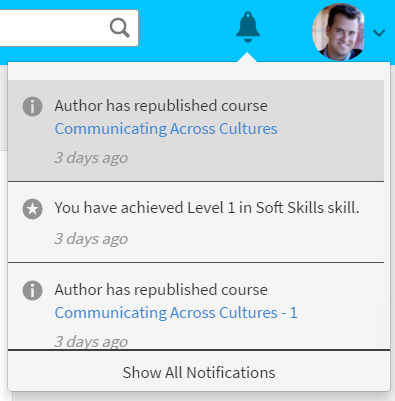 Author has republished course
Communicating Across Cultures
3 days ago
You have achieved Level 1 in Soft Skills skill.
3 days ago
Author has republished course
Communicating Across Cultures - 1
3 days ago
Show All Notifications